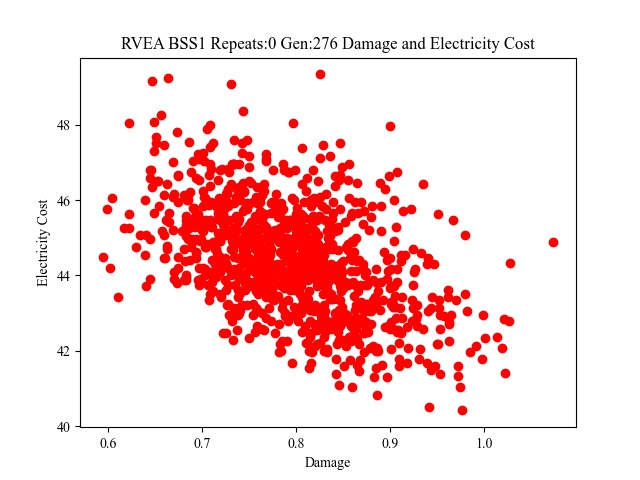 RVEA BSS1 Repeats:0 Gen:276 Damage and Electricity Cost
48
46
44
42
40
Electricity Cost
0.6 0.7 0.8 0.9 1.0
Damage